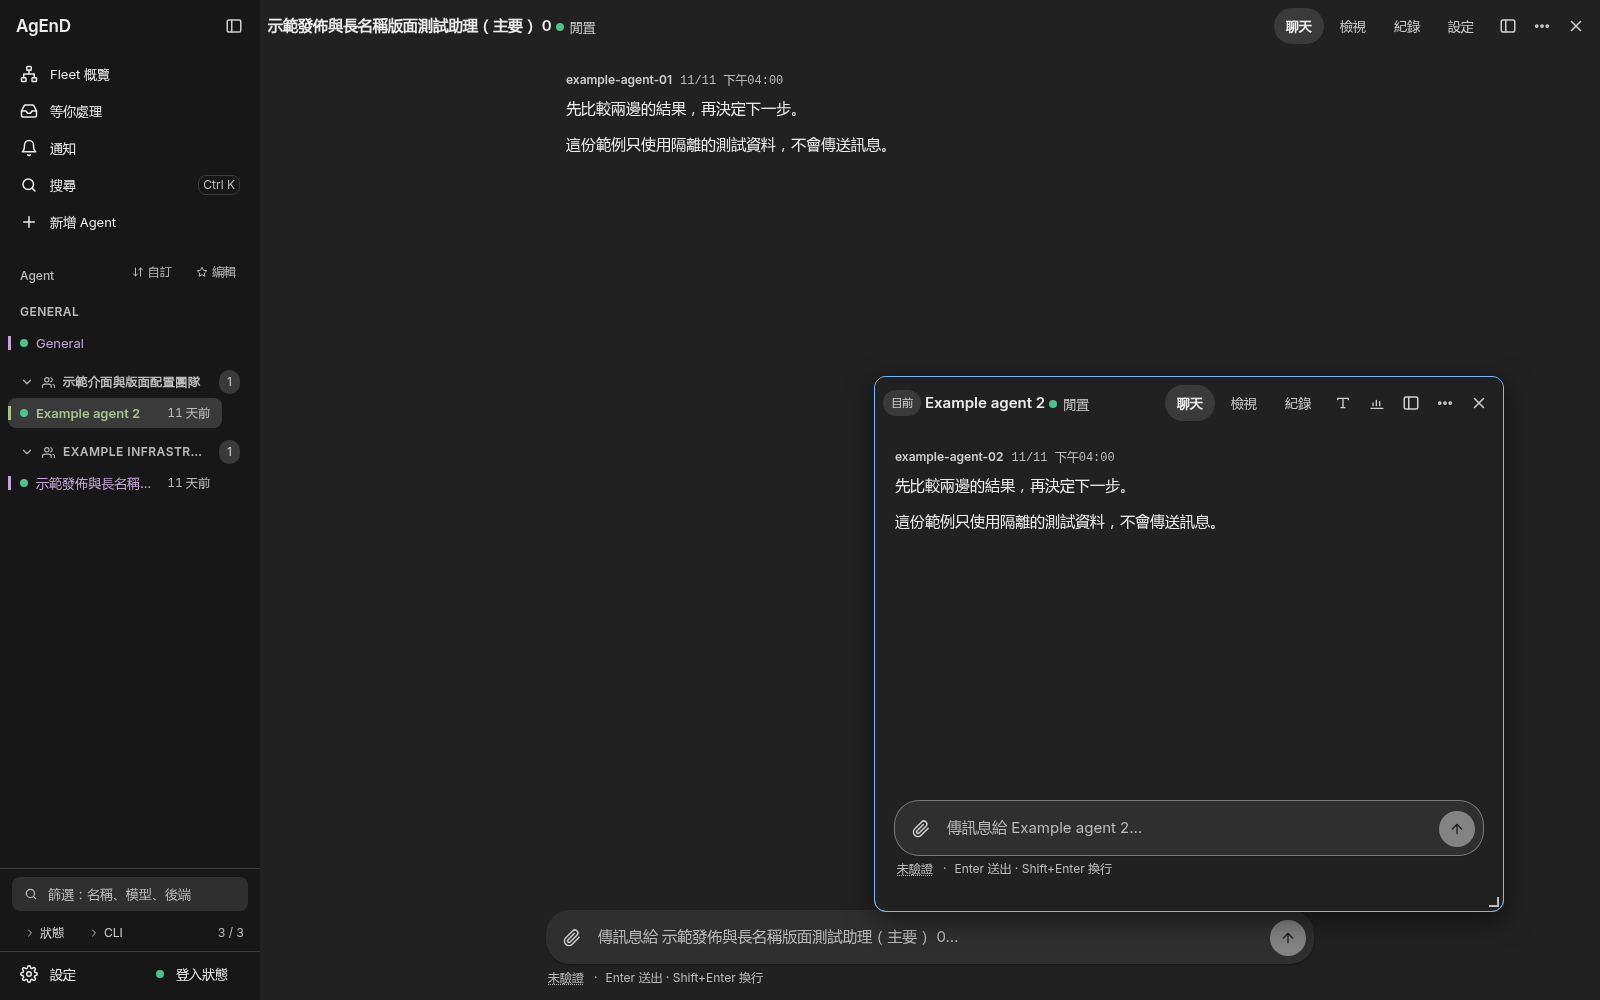 AgEnD
Fleet 概覽
等你處理
通知
搜尋 Ctrl K
新增 Agent
Agent 自訂 編輯
GENERAL
General
示範介面與版面配置團隊 1
Example agent 2 11 天前
EXAMPLE INFRASTR... 1
示範發佈與長名稱... 11 天前
篩選：名稱、模型、後端
狀態 CLI 3 / 3
設定 登入狀態
示範發佈與長名稱版面測試助理（主要）0 閒置 聊天 檢視 紀錄 設定
example-agent-01 11/11 下午04:00
先比較兩邊的結果，再決定下一步。
這份範例只使用隔離的測試資料，不會傳送訊息。
目前 Example agent 2 閒置 聊天 檢視 紀錄
example-agent-02 11/11 下午04:00
先比較兩邊的結果，再決定下一步。
這份範例只使用隔離的測試資料，不會傳送訊息。
傳訊息給 Example agent 2...
未驗證 · Enter 送出 · Shift+Enter 換行
傳訊息給 示範發佈與長名稱版面測試助理（主要）0...
未驗證 · Enter 送出 · Shift+Enter 換行